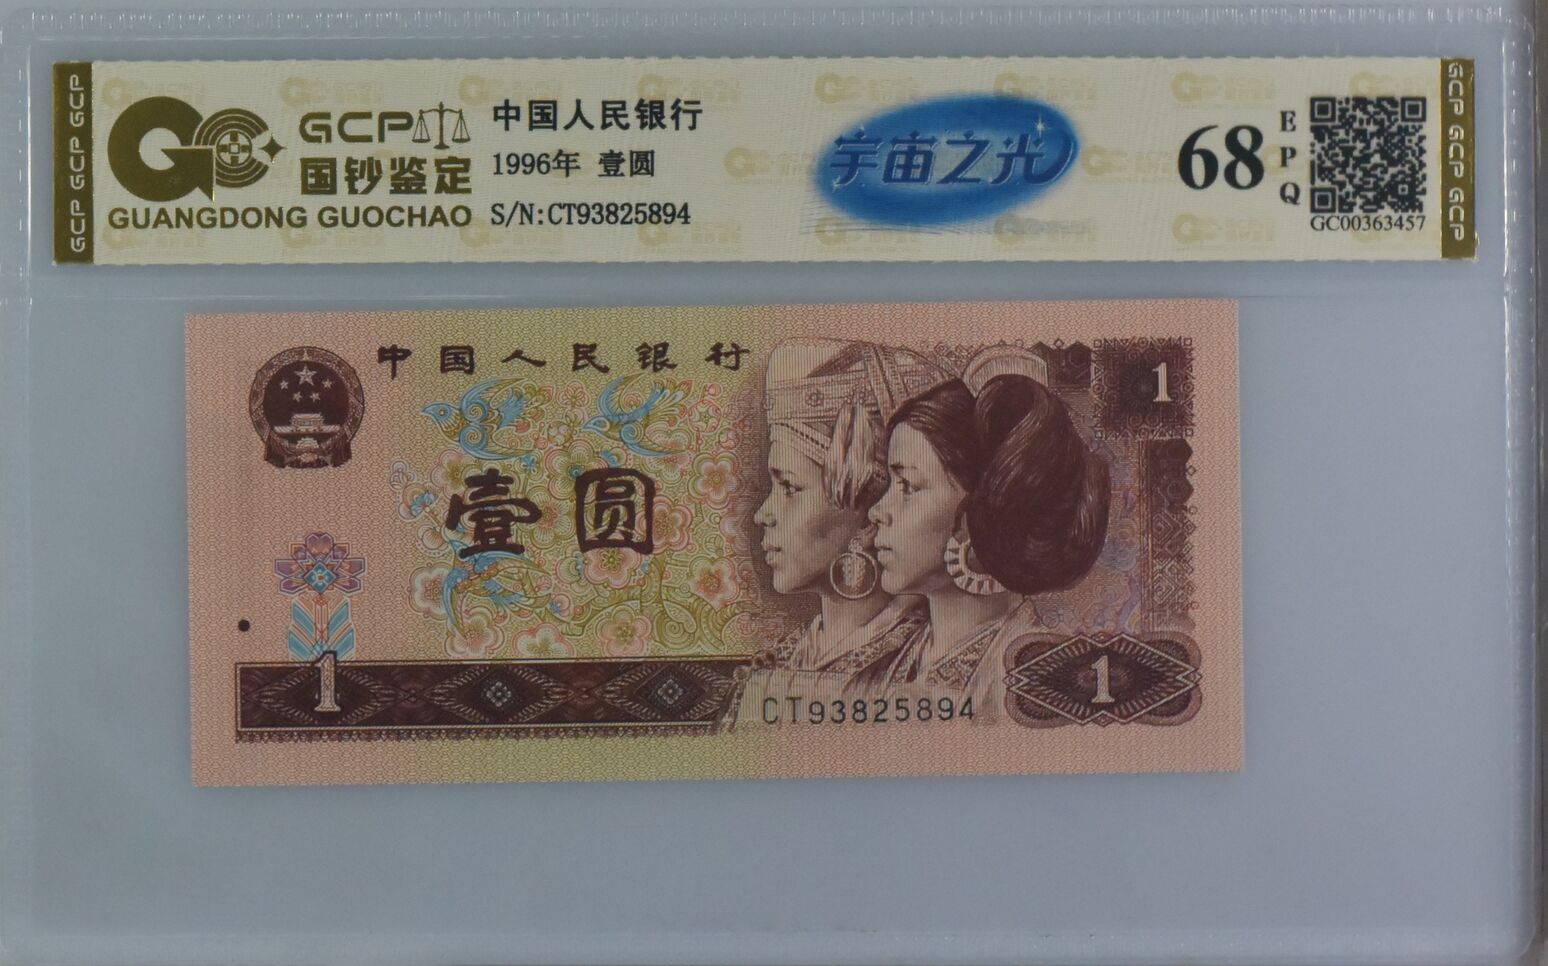 GCP GCP GCP
GCP
国钞鉴定
GUANGDONG GUOCHAO
中国人民银行
1996年 壹圆
S/N:CT93825894
宇宙之光
68
EPQ
GC00363457
GCP GCP GCP
中国人民银行
1
壹圆
1
CT93825894
1